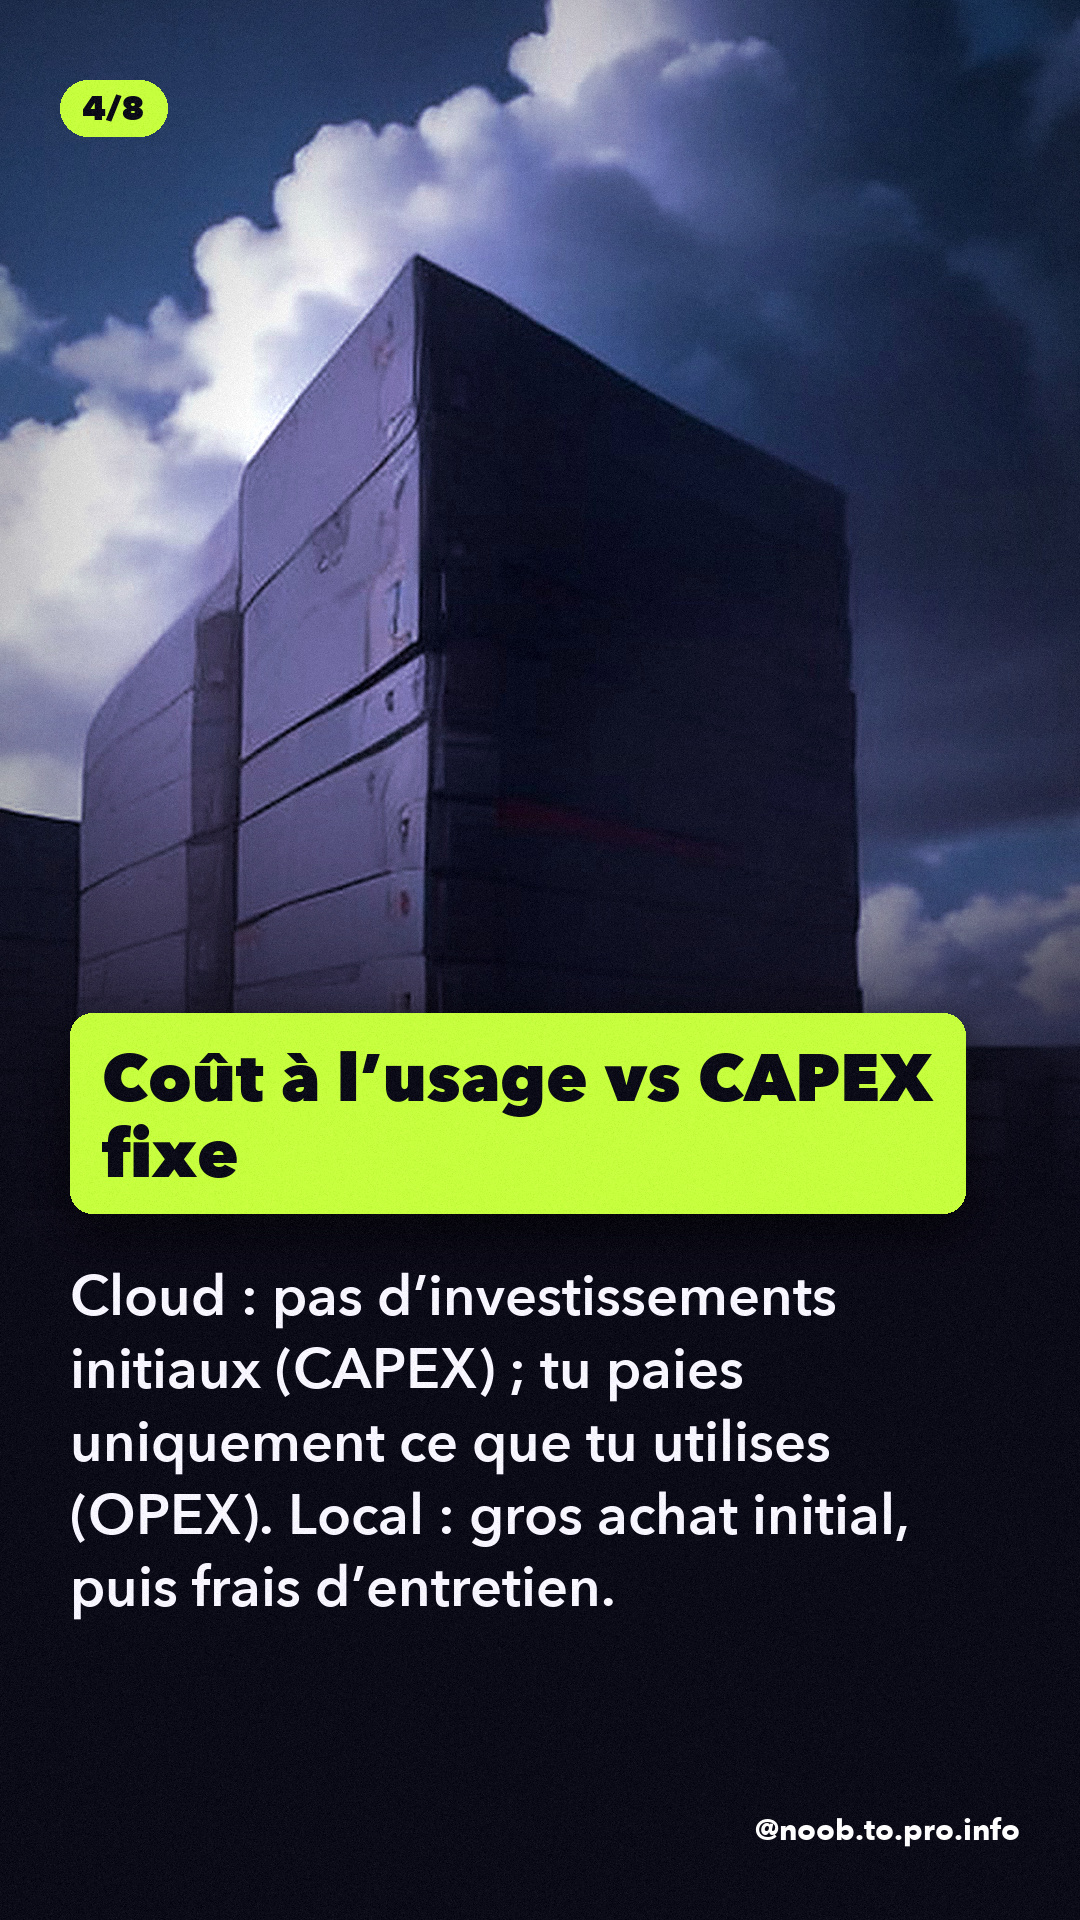 4/8
Coût à l’usage vs CAPEX
fixe
Cloud : pas d’investissements
initiaux (CAPEX) ; tu paies
uniquement ce que tu utilises
(OPEX). Local : gros achat initial,
puis frais d’entretien.
@noob.to.pro.info